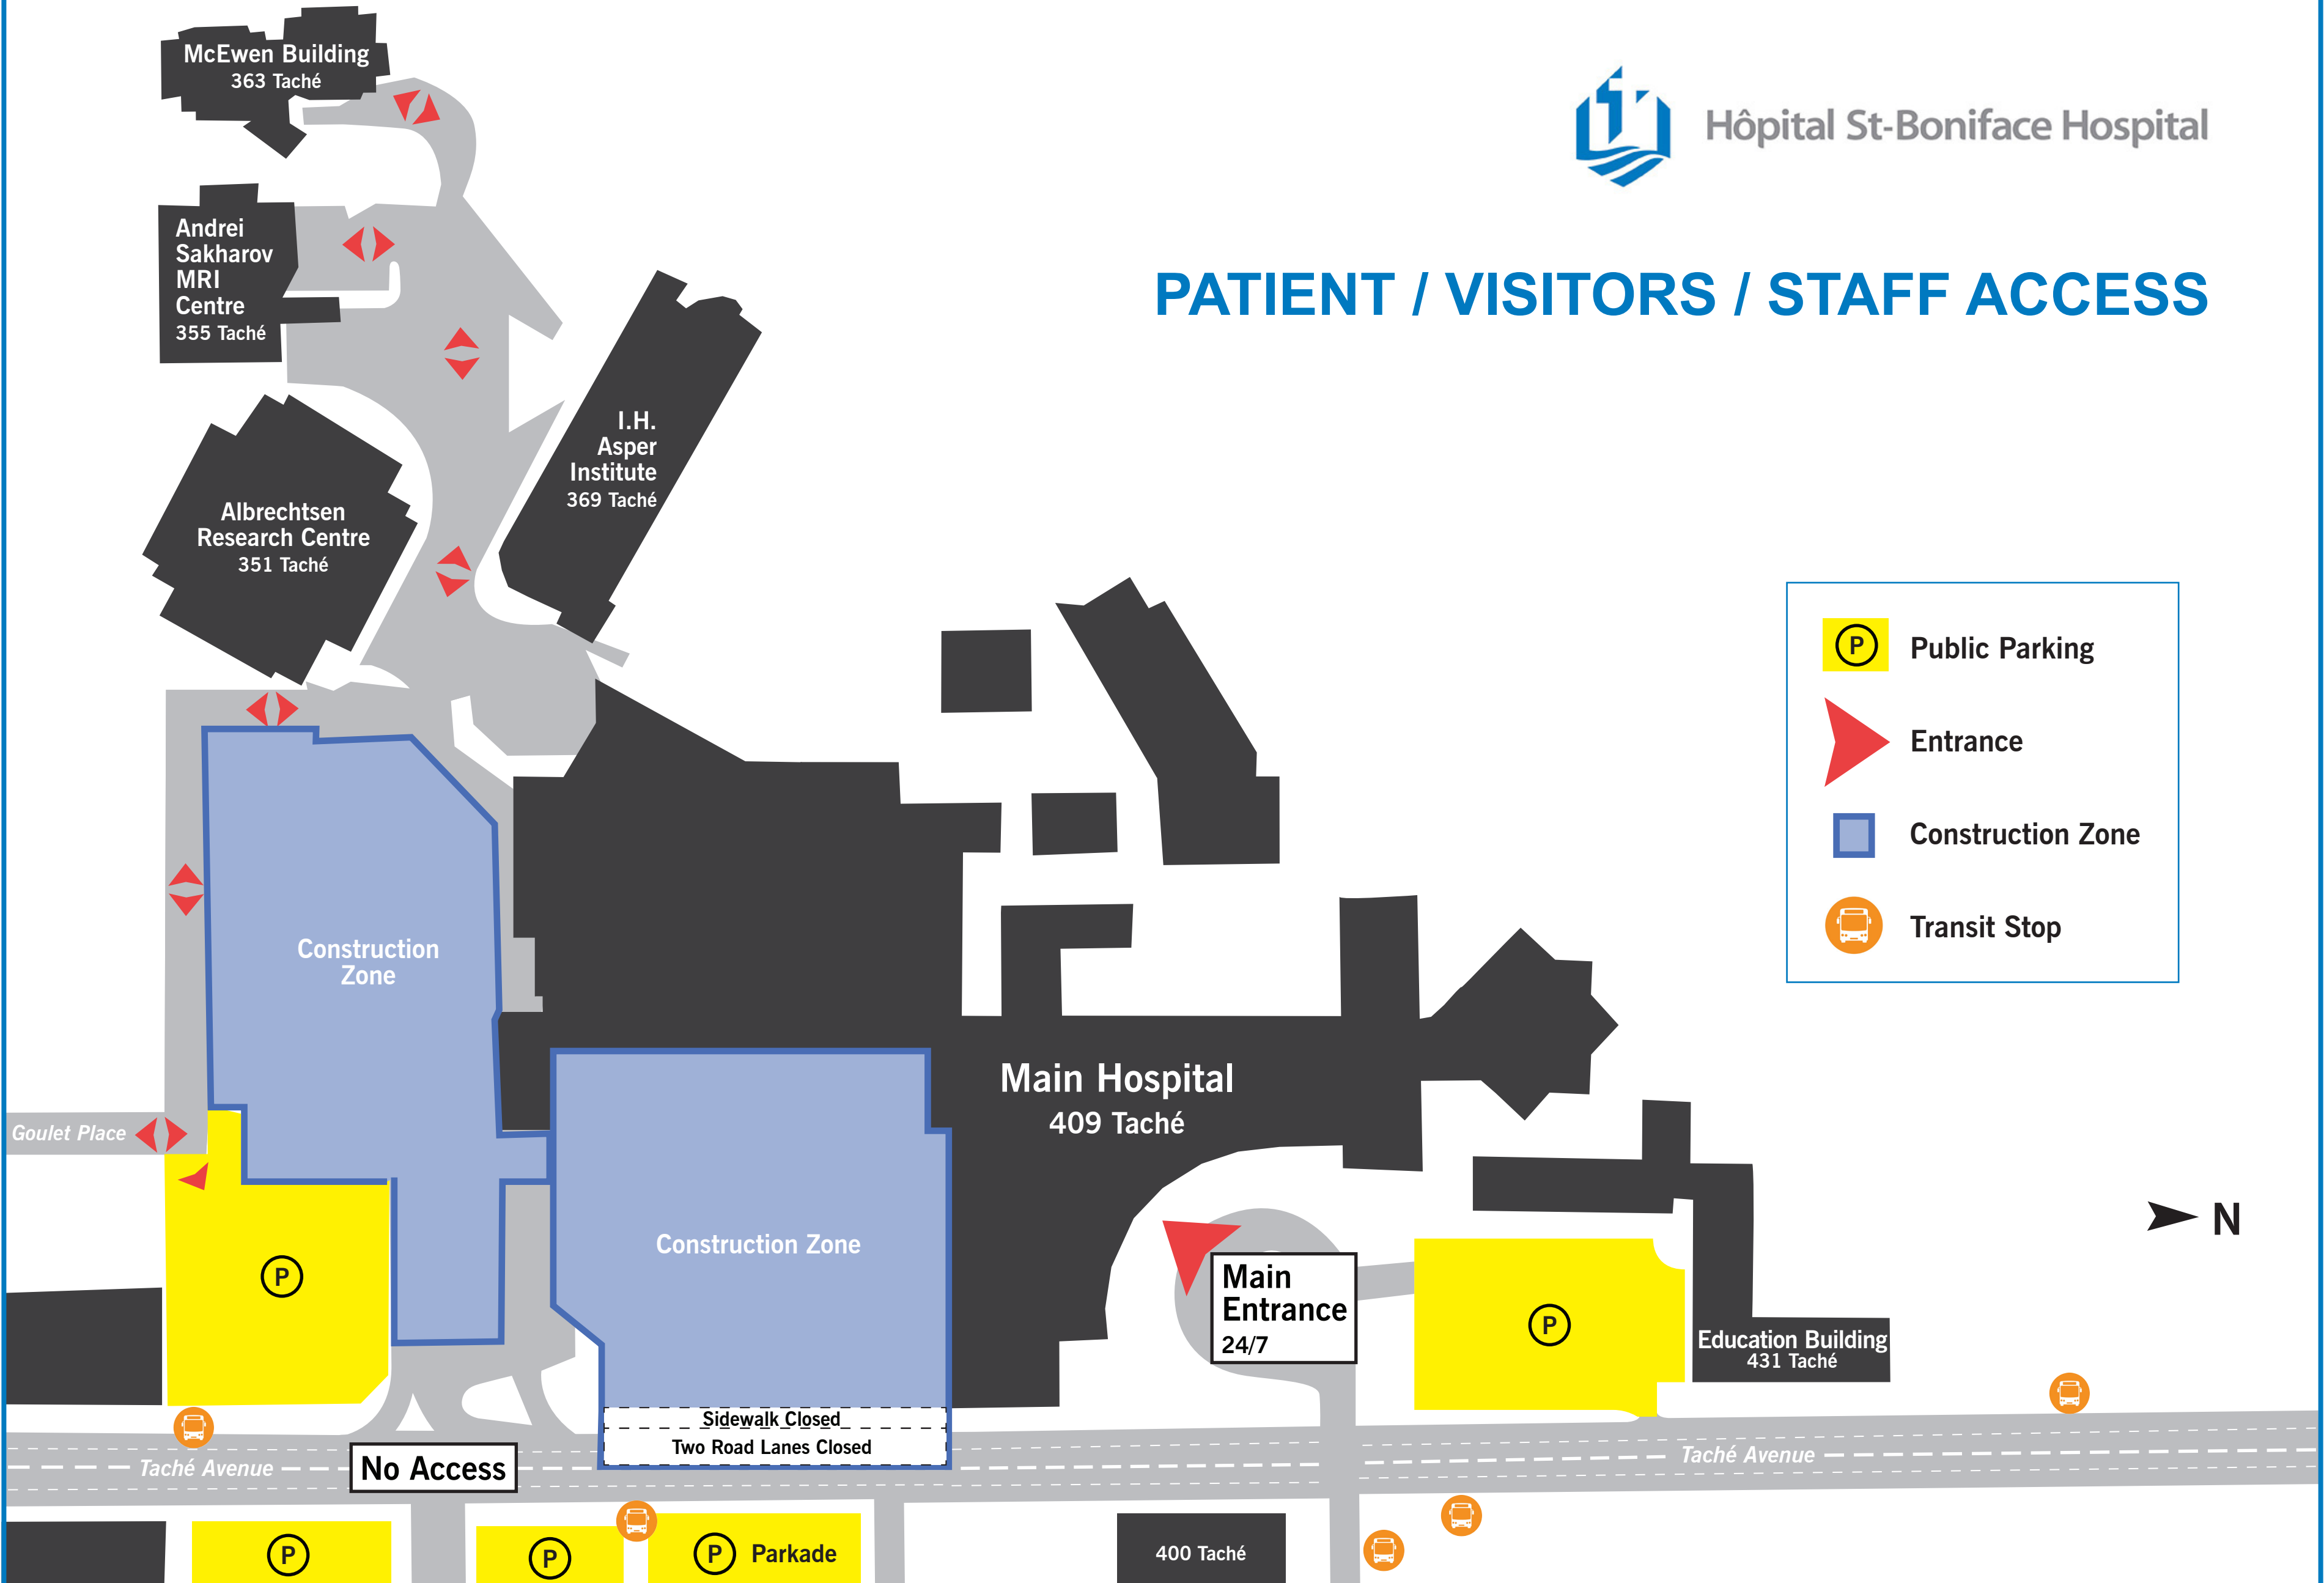 McEwen Building
363 Taché
Hôpital St-Boniface Hospital
Andrei
Sakharov
MRI
Centre
355 Taché
PATIENT / VISITORS / STAFF ACCESS
I.H.
Asper
Institute
369 Taché
Albrechtsen
Research Centre
351 Taché
P Public Parking
Entrance
Construction Zone
Transit Stop
Construction
Zone
Main Hospital
409 Taché
Goulet Place
Construction Zone
N
P
Main
Entrance
24/7
P
Education Building
431 Taché
Sidewalk Closed
Two Road Lanes Closed
Taché Avenue
No Access
Taché Avenue
P
P
P Parkade
400 Taché